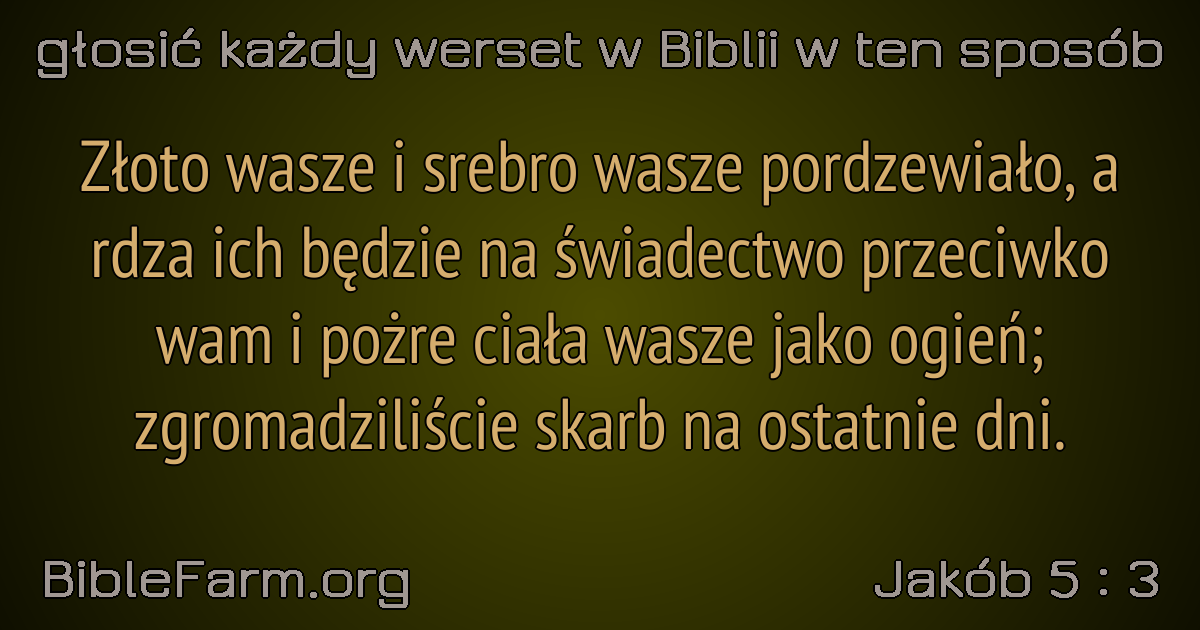 głosić każdy werset w Biblii w ten sposób
Złoto wasze i srebro wasze pordzewiało, a
rdza ich będzie na świadectwo przeciwko
wam i pożre ciała wasze jako ogień;
zgromadziliście skarb na ostatnie dni.
BibleFarm.org
Jakób 5 : 3